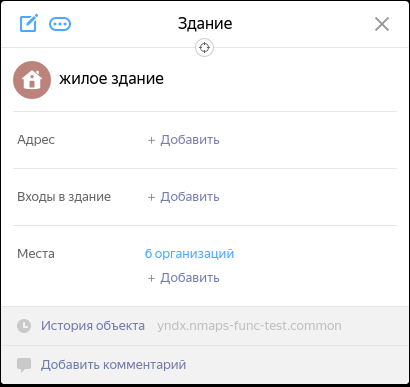 Здание
жилое здание
Адрес + Добавить
Входы в здание + Добавить
Места 6 организаций
+ Добавить
История объекта yndx.nmaps-func-test.common
Добавить комментарий